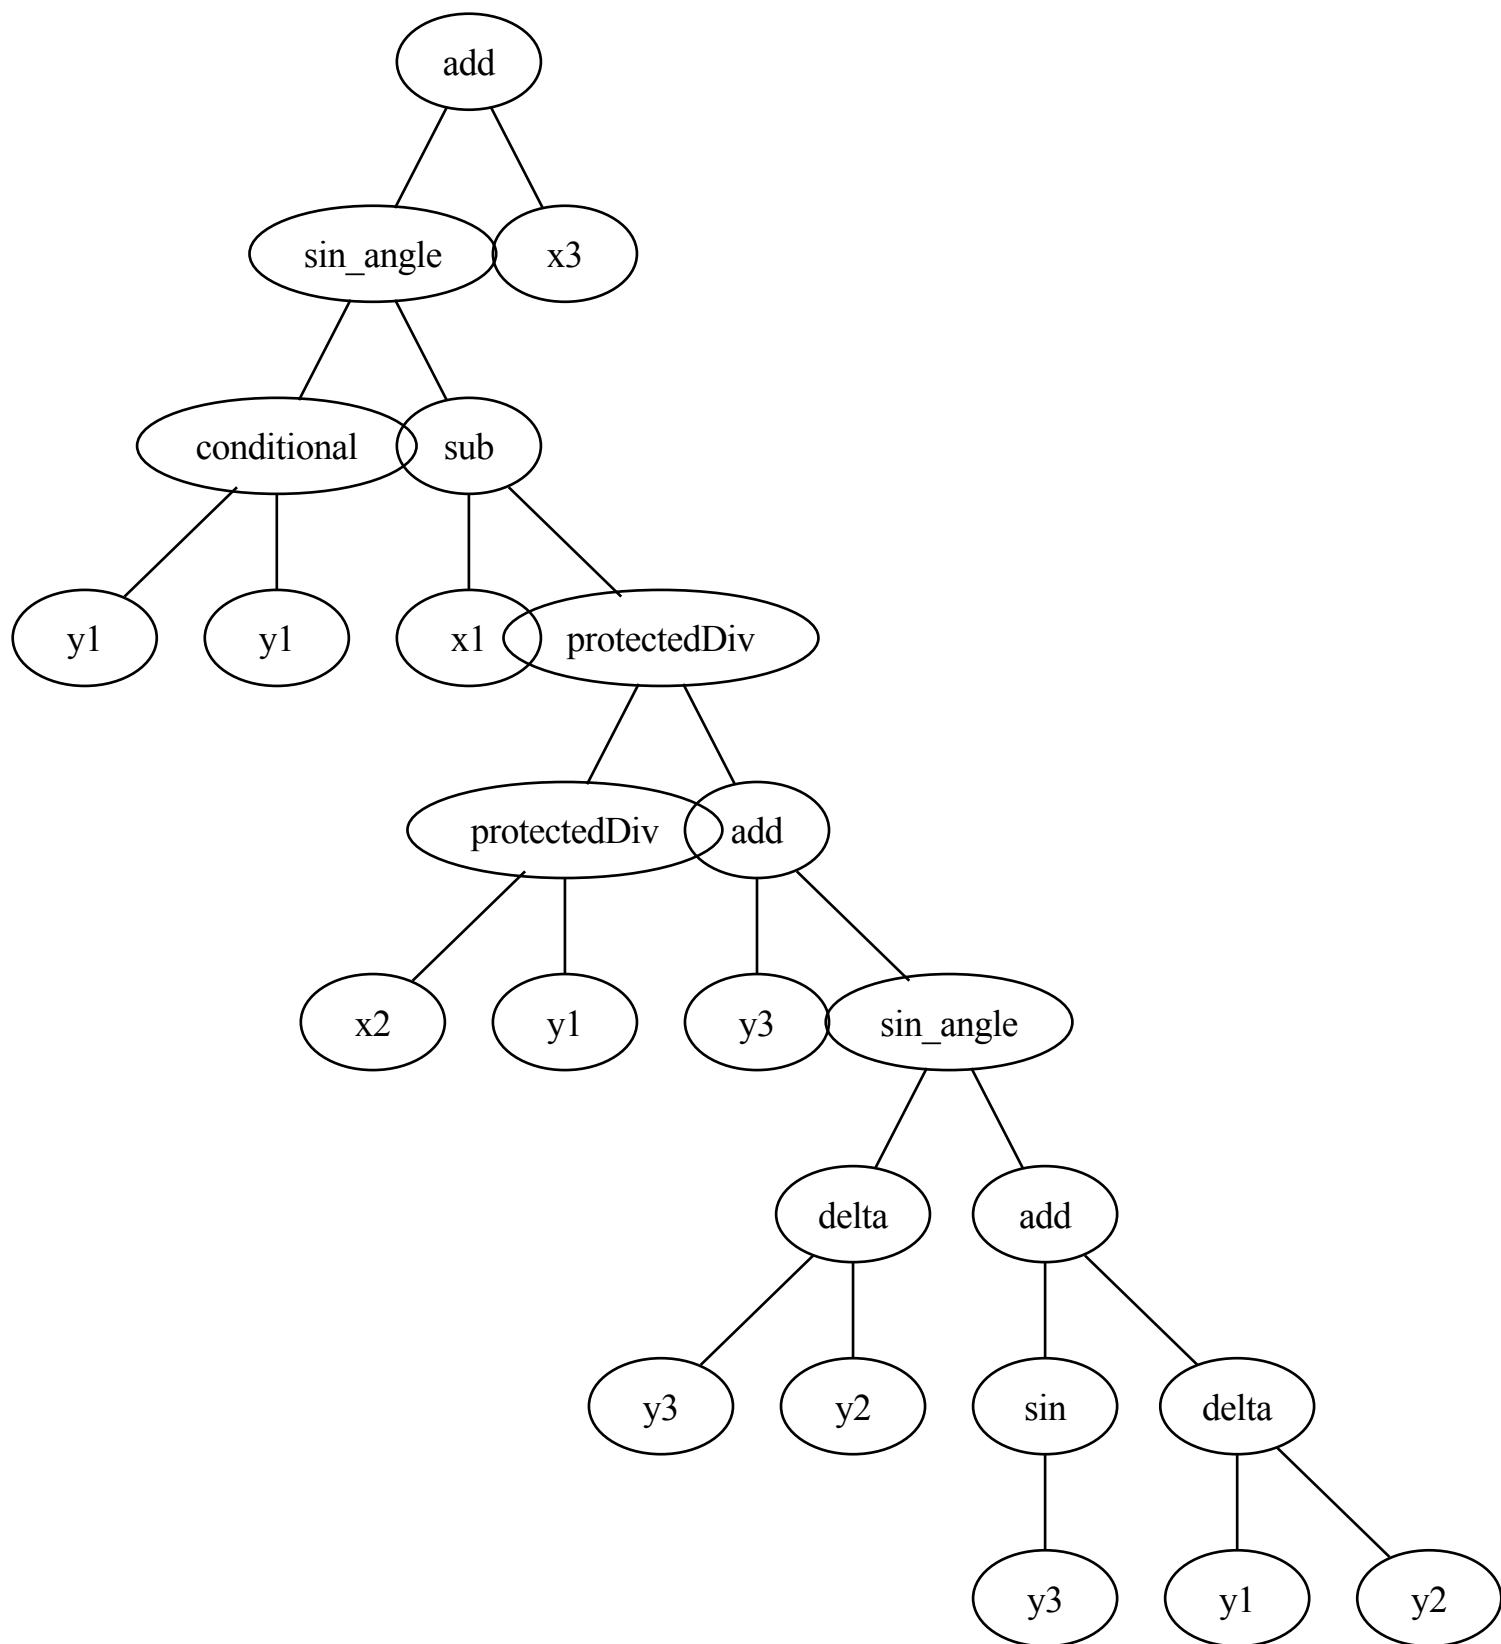 add
sin_angle x3
conditional sub
y1 y1 x1 protectedDiv
protectedDiv add
x2 y1 y3 sin_angle
delta add
y3 y2 sin delta
y3 y1 y2